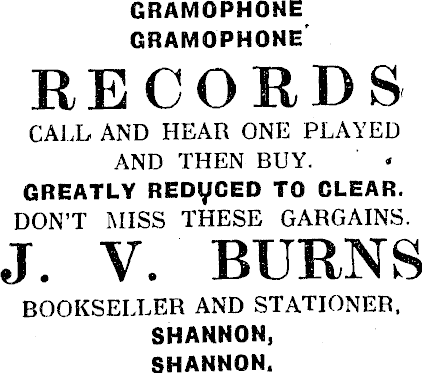 GRAMOPHONE
GRAMOPHONE
RECORDS
CALL AND HEAR ONE PLAYED
AND THEN BUY.
GREATLY REDUCED TO CLEAR.
DON'T MISS THESE GARGAINS.
J. V. BURNS
BOOKSELLER AND STATIONER,
SHANNON,
SHANNON.